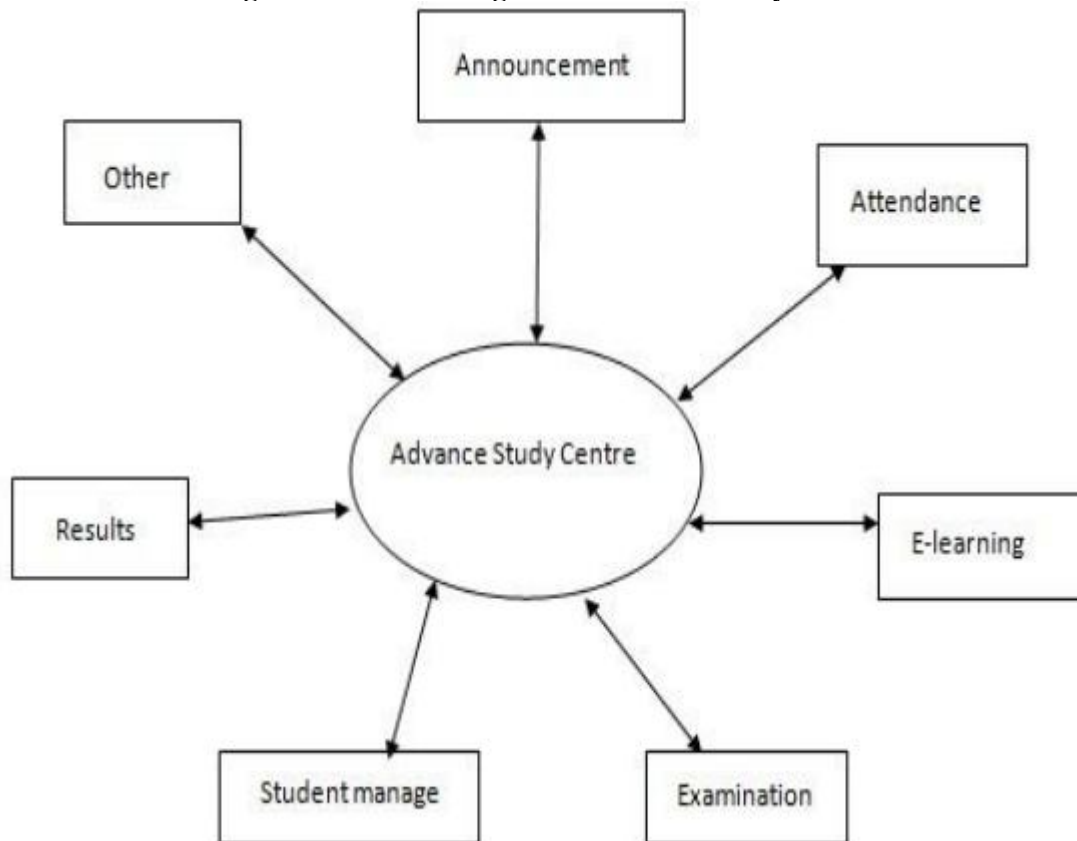 Announcement
Other
Attendance
Advance Study Centre
Results
E-learning
Student manage
Examination